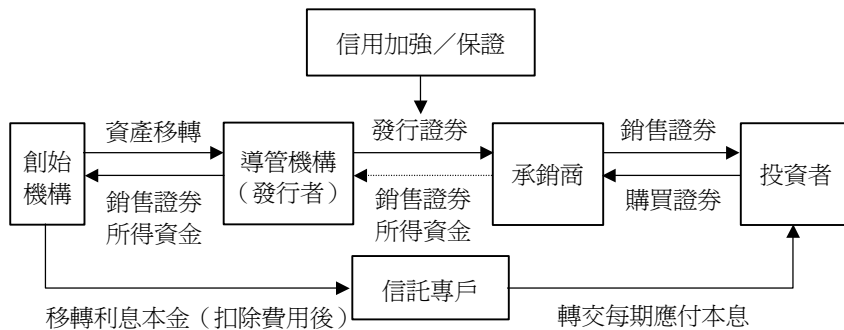 信用加強／保證
資產移轉
發行證券
銷售證券
創始
機構
導管機構
（發行者）
承銷商
投資者
銷售證券
所得資金
銷售證券
所得資金
購買證券
信託專戶
移轉利息本金（扣除費用後）
轉交每期應付本息